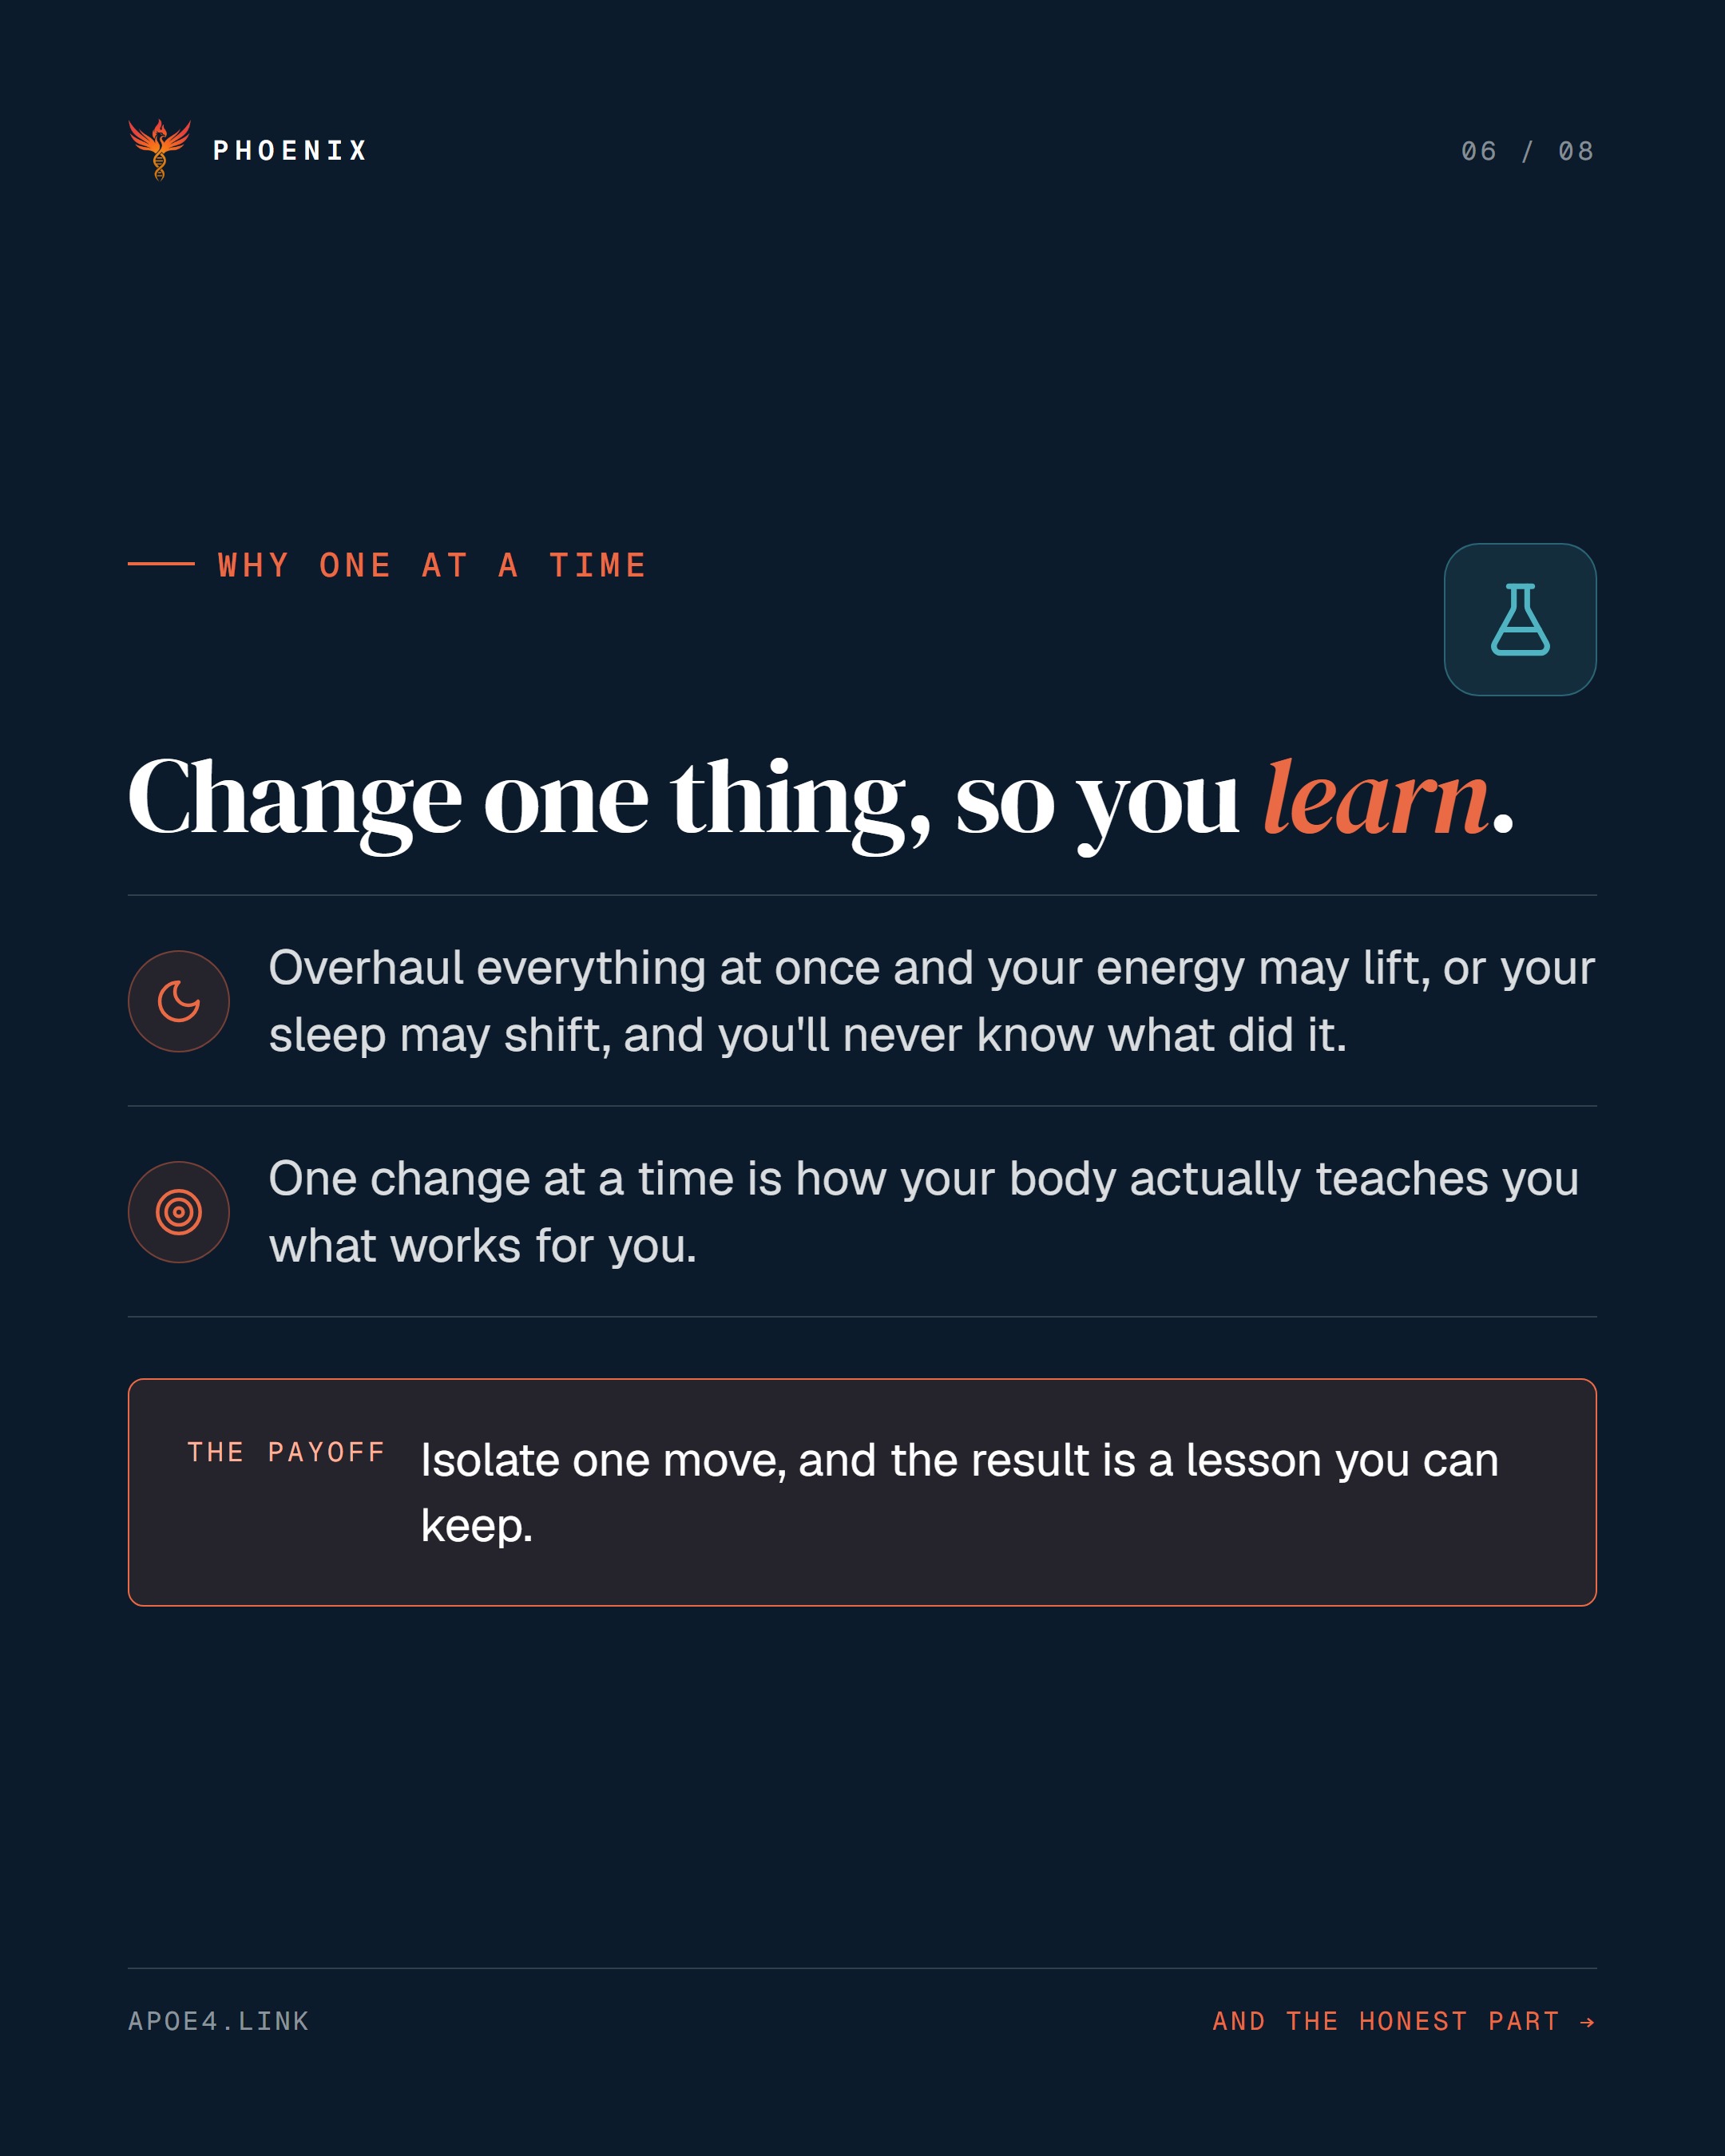 PHOENIX
06 / 08
WHY ONE AT A TIME
Change one thing, so you learn.
Overhaul everything at once and your energy may lift, or your
sleep may shift, and you'll never know what did it.
One change at a time is how your body actually teaches you
what works for you.
THE PAYOFF
Isolate one move, and the result is a lesson you can
keep.
APOE4.LINK
AND THE HONEST PART →